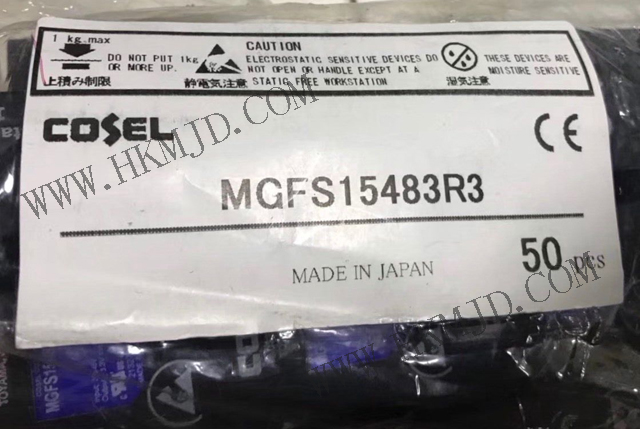 1 kg.max
DO NOT PUT 1kg
OR MORE UP.
上積み制限
静電気注意
CAUTION
ELECTROSTATIC SENSITIVE DEVICES DO
NOT OPEN OR HANDLE EXCEPT AT A
STATIC FREE WORKSTATION
THESE DEVICES ARE
MOISTURE SENSITIVE
湿気注意
COSEL
CE
MGFS15483R3
MADE IN JAPAN
50 pcs
WWW.HKMJD.COM
WWW.HKMJD.COM
MGFS15